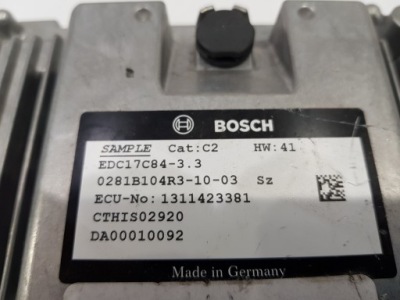 BOSCH
SAMPLE Cat:C2 HW:41
EDC17C84-3.3
0281B104R3-10-03 Sz
ECU-No: 1311423381
CTHIS02920
DA00010092
Made in Germany